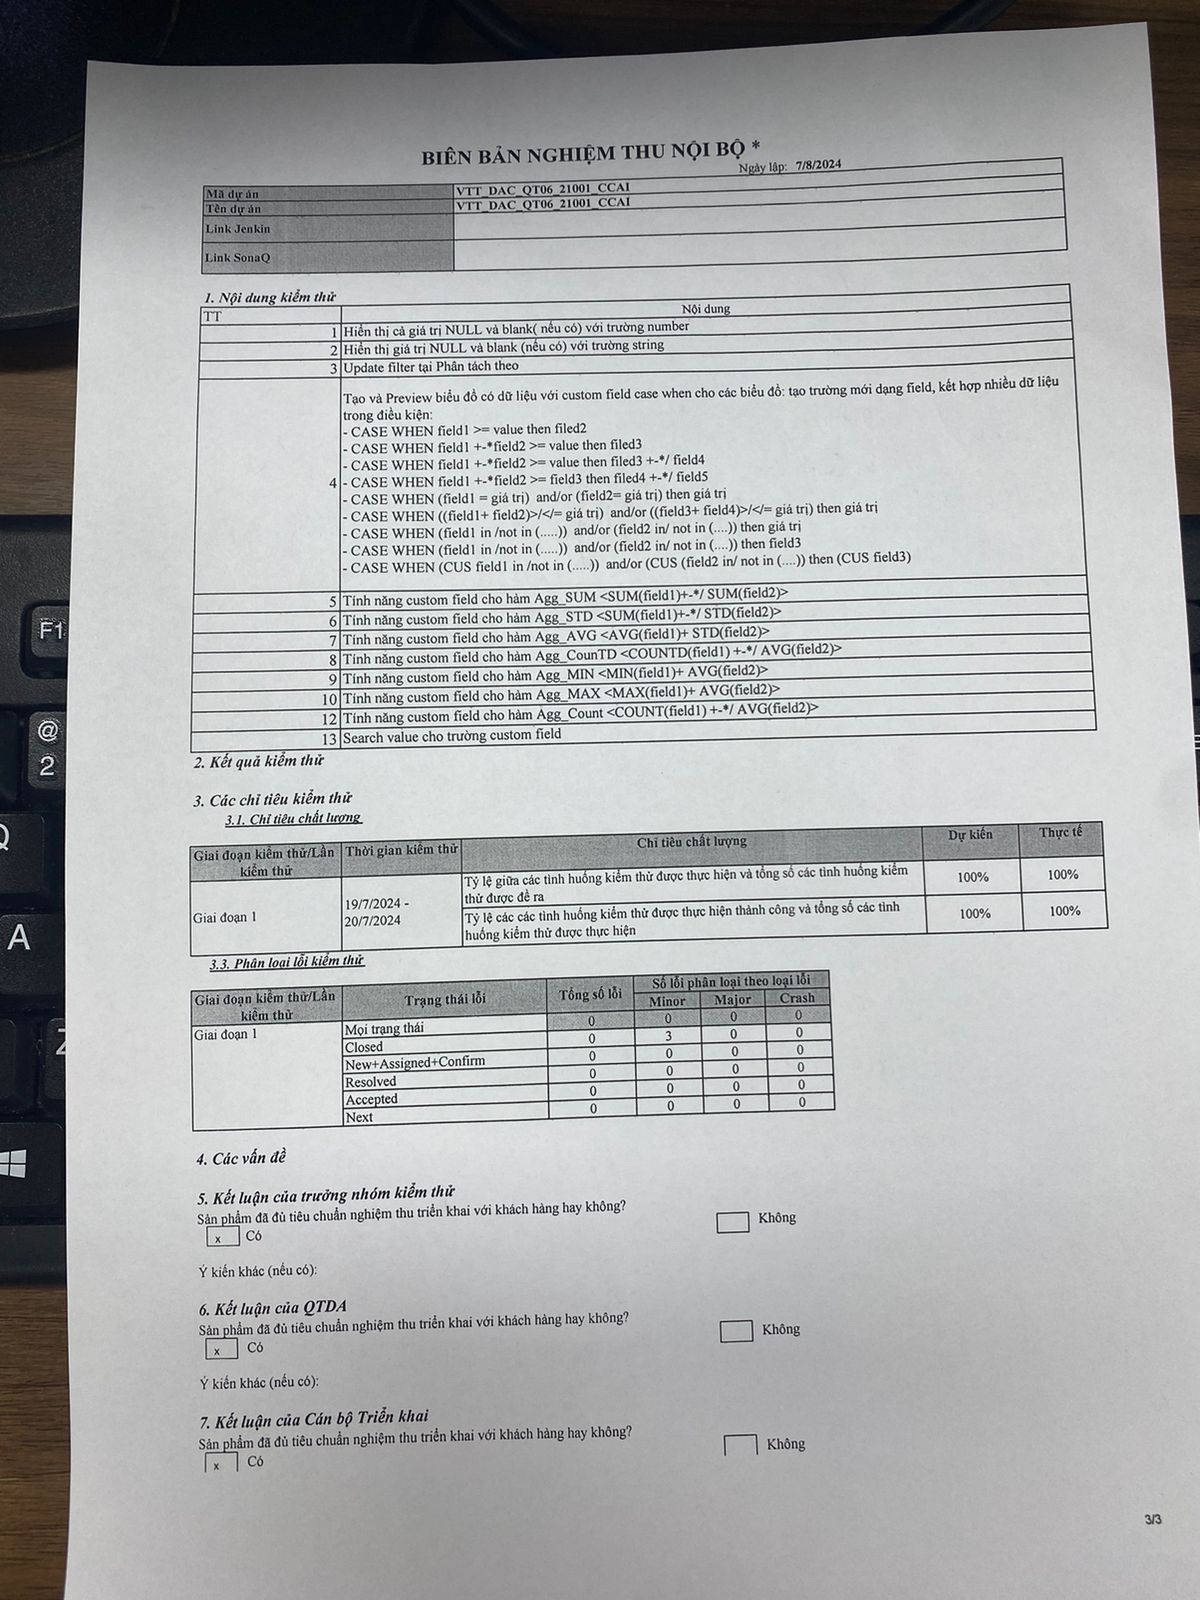 BIÊN BẢN NGHIỆM THU NỘI BỘ *
Ngày lập: 7/8/2024
Mã dự án VTT_DAC_QT06_21001_CCAI
Tên dự án VTT_DAC_QT06_21001_CCAI
Link Jenkin
Link SonaQ
1. Nội dung kiểm thử
TT Nội dung
1 Hiển thị cả giá trị NULL và blank( nếu có) với trường number
2 Hiển thị giá trị NULL và blank (nếu có) với trường string
3 Update filter tại Phân tách theo
4 Tạo và Preview biểu đồ có dữ liệu với custom field case when cho các biểu đồ: tạo trường mới dạng field, kết hợp nhiều dữ liệu
trong điều kiện:
- CASE WHEN field1 >= value then filed2
- CASE WHEN field1 +-*field2 >= value then filed3
- CASE WHEN field1 +-*field2 >= value then filed3 +-*/ field4
- CASE WHEN field1 +-*field2 >= field3 then filed4 +-*/ field5
- CASE WHEN (field1 = giá trị) and/or (field2= giá trị) then giá trị
- CASE WHEN ((field1+ field2)>/</= giá trị) and/or ((field3+ field4)>/</= giá trị) then giá trị
- CASE WHEN (field1 in /not in (.....)) and/or (field2 in/ not in (....)) then giá trị
- CASE WHEN (field1 in /not in (.....)) and/or (field2 in/ not in (....)) then field3
- CASE WHEN (CUS field1 in /not in (.....)) and/or (CUS (field2 in/ not in (....)) then (CUS field3)
5 Tính năng custom field cho hàm Agg_SUM <SUM(field1)+-*/ SUM(field2)>
6 Tính năng custom field cho hàm Agg_STD <SUM(field1)+-*/ STD(field2)>
7 Tính năng custom field cho hàm Agg_AVG <AVG(field1)+ STD(field2)>
8 Tính năng custom field cho hàm Agg_CounTD <COUNTD(field1) +-*/ AVG(field2)>
9 Tính năng custom field cho hàm Agg_MIN <MIN(field1)+ AVG(field2)>
10 Tính năng custom field cho hàm Agg_MAX <MAX(field1)+ AVG(field2)>
12 Tính năng custom field cho hàm Agg_Count <COUNT(field1) +-*/ AVG(field2)>
13 Search value cho trường custom field
2. Kết quả kiểm thử
3. Các chỉ tiêu kiểm thử
3.1. Chỉ tiêu chất lượng
Giai đoạn kiểm thử/Lần kiểm thử Thời gian kiểm thử Chỉ tiêu chất lượng Dự kiến Thực tế
Giai đoạn 1 19/7/2024 - 20/7/2024 Tỷ lệ giữa các tình huống kiểm thử được thực hiện và tổng số các tình huống kiểm
thử được đề ra 100% 100%
Tỷ lệ các các tình huống kiểm thử được thực hiện thành công và tổng số các tình
huống kiểm thử được thực hiện 100% 100%
3.3. Phân loại lỗi kiểm thử
Giai đoạn kiểm thử/Lần kiểm thử Trạng thái lỗi Tổng số lỗi Số lỗi phân loại theo loại lỗi
Minor Major Crash
Giai đoạn 1 Mọi trạng thái 0 0 0 0
Closed 0 3 0 0
New+Assigned+Confirm 0 0 0 0
Resolved 0 0 0 0
Accepted 0 0 0 0
Next 0 0 0 0
4. Các vấn đề
5. Kết luận của trưởng nhóm kiểm thử
Sản phẩm đã đủ tiêu chuẩn nghiệm thu triển khai với khách hàng hay không?
x Có Không
Ý kiến khác (nếu có):
6. Kết luận của QTDA
Sản phẩm đã đủ tiêu chuẩn nghiệm thu triển khai với khách hàng hay không?
x Có Không
Ý kiến khác (nếu có):
7. Kết luận của Cán bộ Triển khai
Sản phẩm đã đủ tiêu chuẩn nghiệm thu triển khai với khách hàng hay không?
x Có Không
3/3
F1
@
2
Q
A
Z